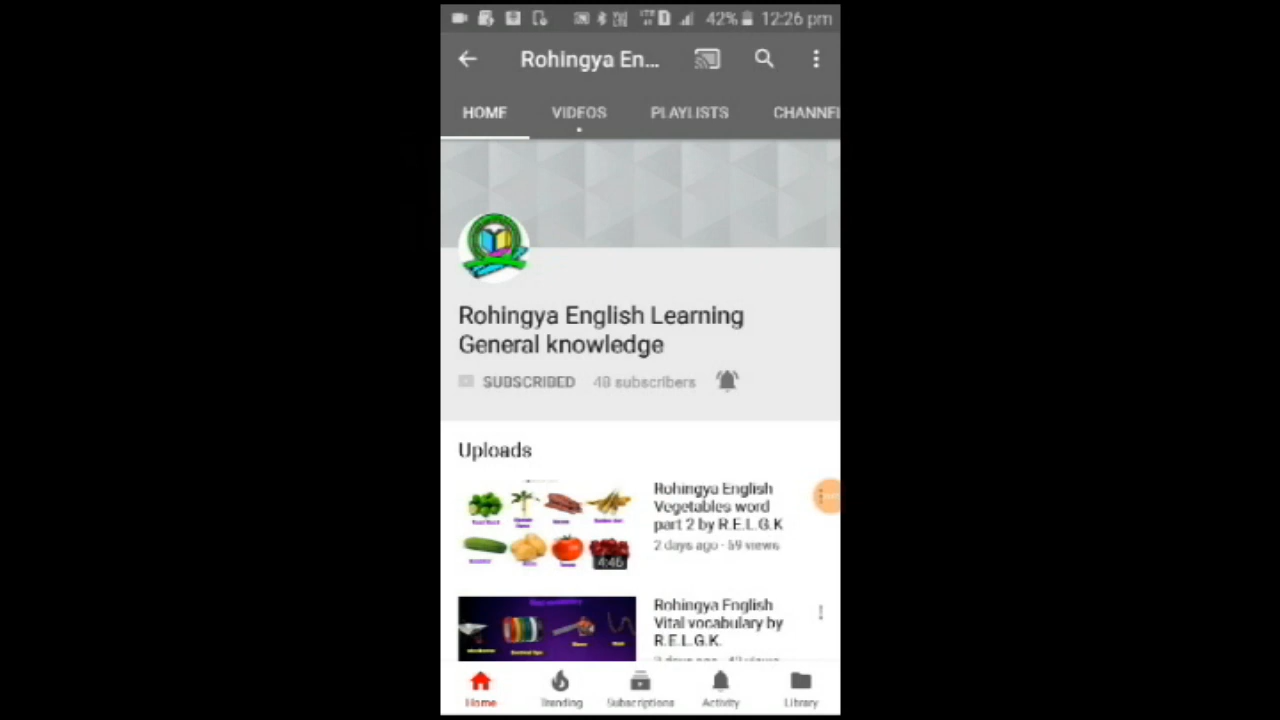 42% 12:26 pm
Rohingya En...
HOME VIDEOS PLAYLISTS CHANNEL
Rohingya English Learning
General knowledge
SUBSCRIBED 48 subscribers
Uploads
Rohingya English
Vegetables word
part 2 by R.E.L.G.K
2 days ago · 59 views
4:46
Rohingya English
Vital vocabulary by
R.E.L.G.K.
Home Trending Subscriptions Activity Library